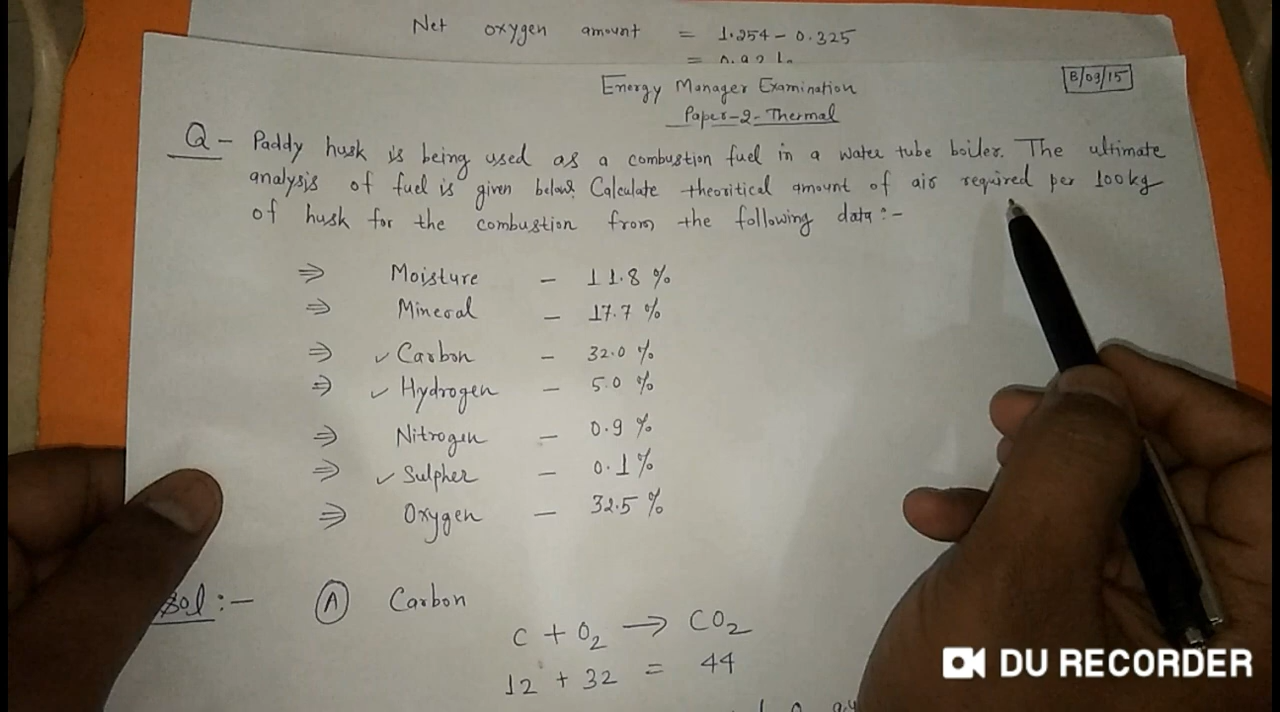 Net oxygen amount = 1.254 - 0.325
=
Energy Manager Examination
B/09/15
Paper-2-Thermal
Q - Paddy husk is being used as a combustion fuel in a water tube boiler. The ultimate
analysis of fuel is given below. Calculate theoritical amount of air required per 100kg
of husk for the combustion from the following data :-
⇒ Moisture - 11.8 %
⇒ Mineral - 17.7 %
⇒ ✓ Carbon - 32.0 %
⇒ ✓ Hydrogen - 5.0 %
⇒ Nitrogen - 0.9 %
⇒ ✓ Sulpher - 0.1 %
⇒ Oxygen - 32.5 %
Sol :- (A) Carbon
C + O2 → CO2
12 + 32 = 44
DU RECORDER